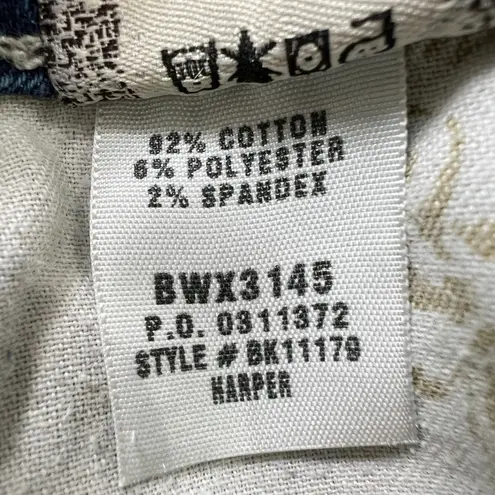 92% COTTON
6% POLYESTER
2% SPANDEX
BWX3145
P.O. 0311372
STYLE # BK11179
HARPER